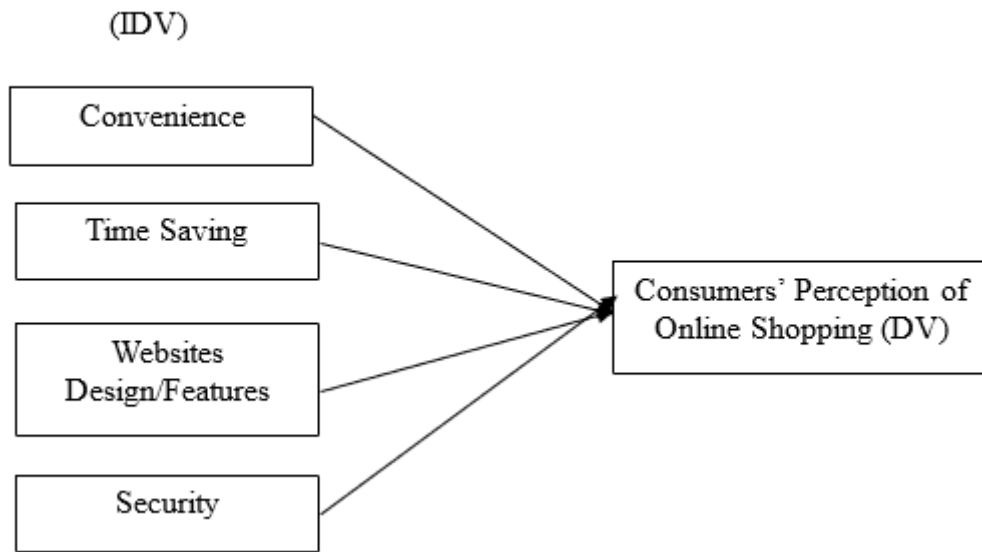 (IDV)
Convenience
Time Saving
Websites
Design/Features
Security
Consumers’ Perception of
Online Shopping (DV)